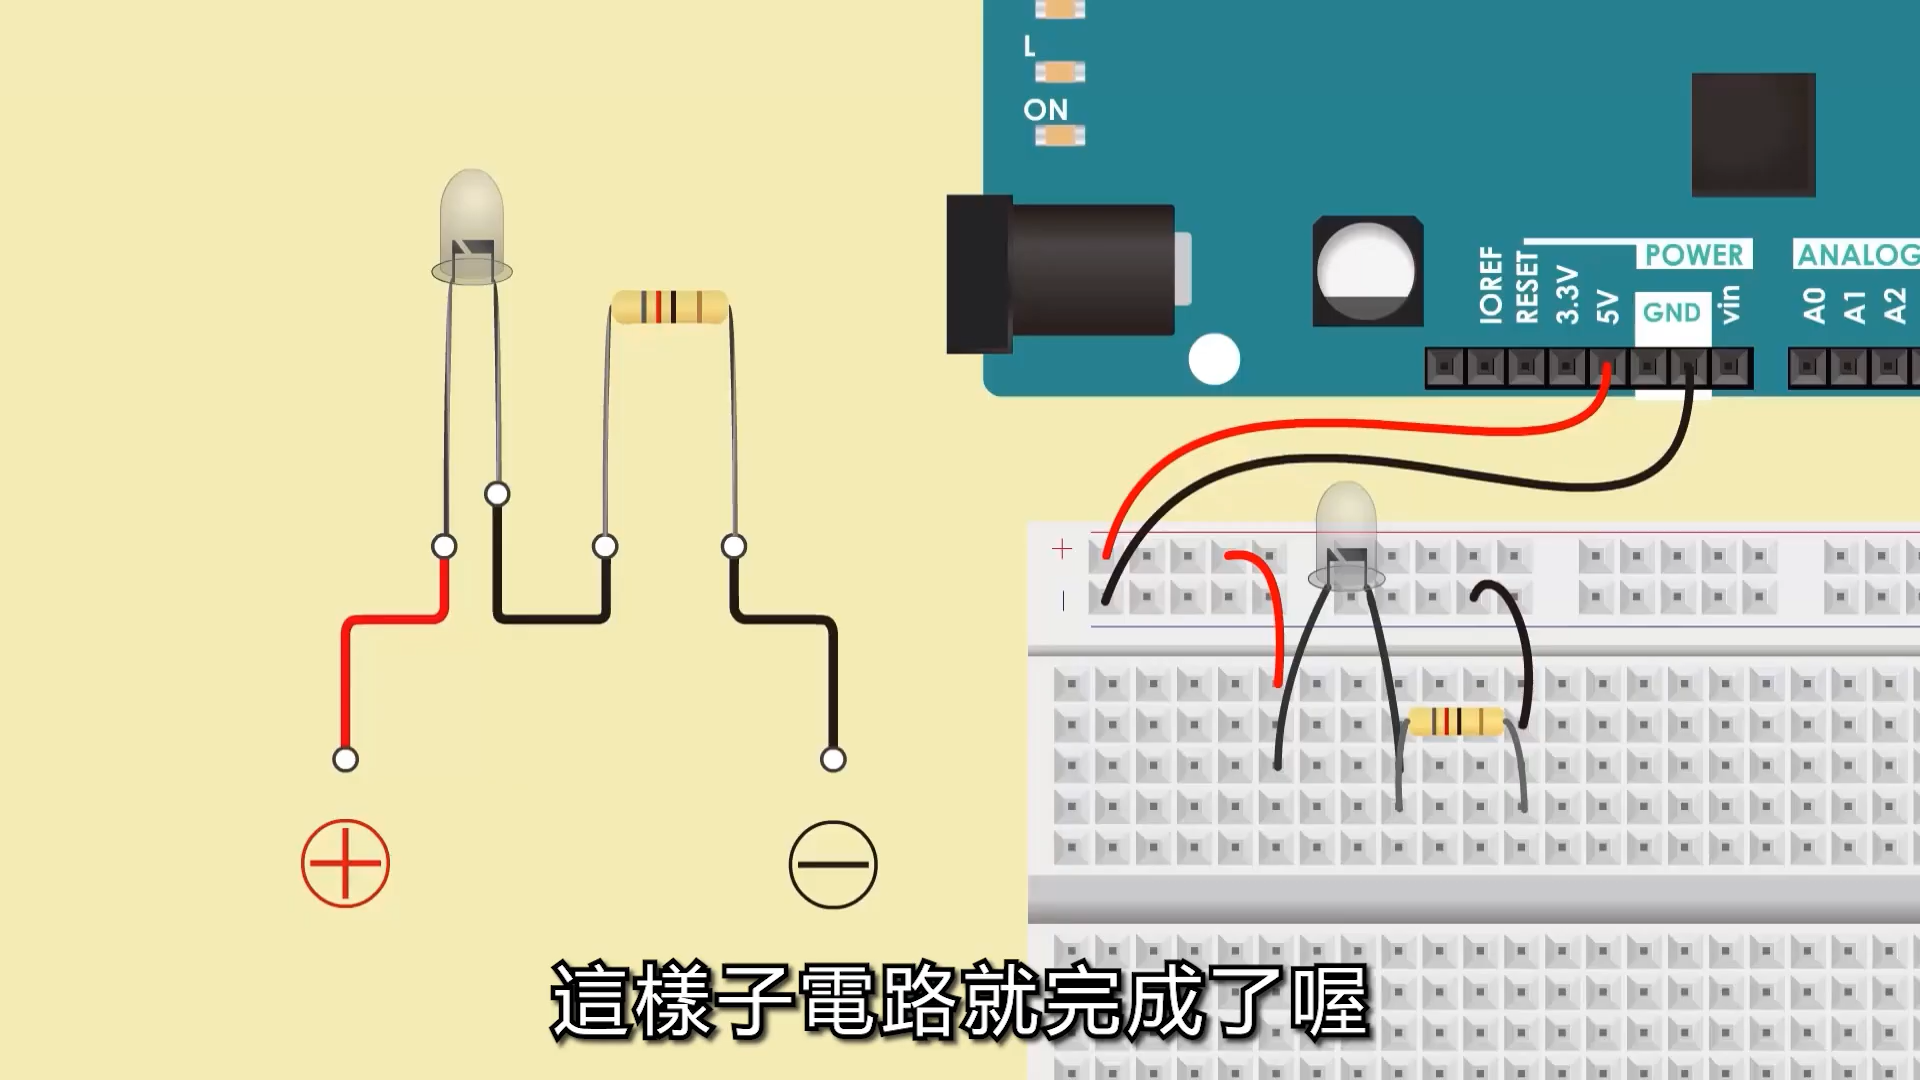 L
ON
IOREF
RESET
3.3V
5V
POWER
GND
vin
ANALOG
A0
A1
A2
這樣子電路就完成了喔